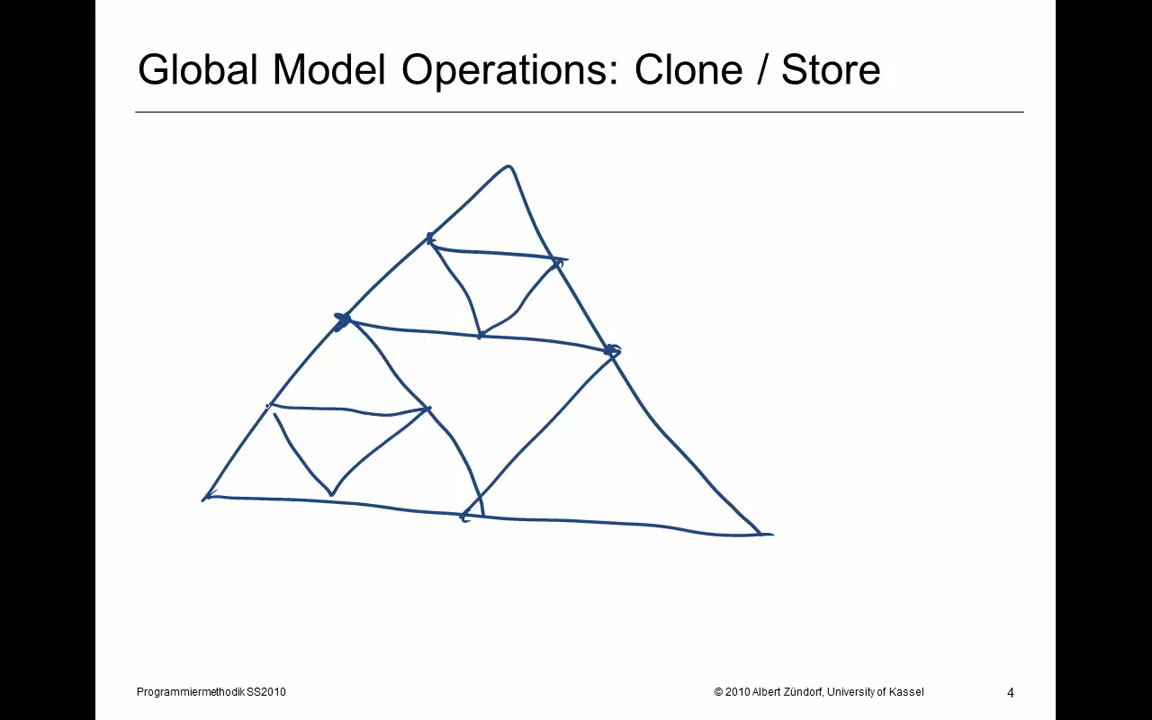 Global Model Operations: Clone / Store
Programmiermethodik SS2010
© 2010 Albert Zündorf, University of Kassel
4